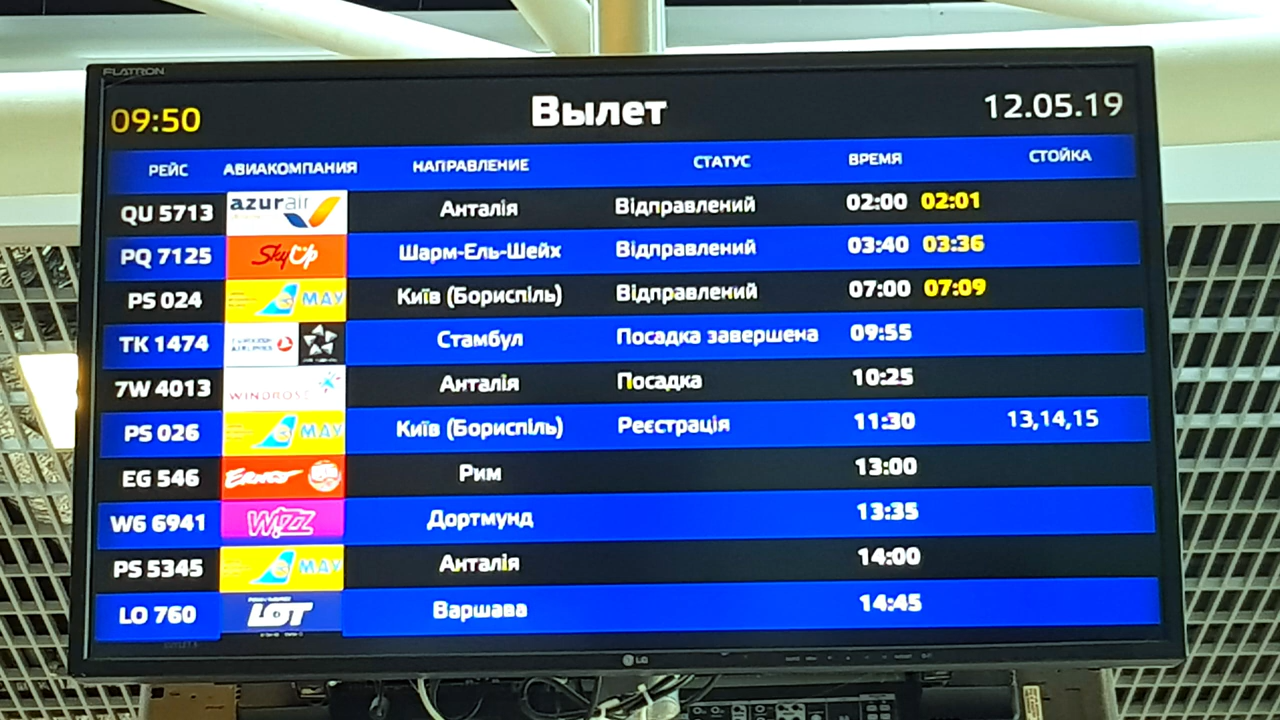 FLATRON
09:50 Вылет 12.05.19
РЕЙС АВИАКОМПАНИЯ НАПРАВЛЕНИЕ СТАТУС ВРЕМЯ СТОЙКА
QU 5713 azurair Анталія Відправлений 02:00 02:01
PQ 7125 SkyUp Шарм-Ель-Шейх Відправлений 03:40 03:36
PS 024 МАУ Київ (Бориспіль) Відправлений 07:00 07:09
TK 1474 TURKISH AIRLINES Стамбул Посадка завершена 09:55
7W 4013 WINDROSE Анталія Посадка 10:25
PS 026 МАУ Київ (Бориспіль) Реєстрація 11:30 13,14,15
EG 546 Ernest Рим 13:00
W6 6941 WIZZ Дортмунд 13:35
PS 5345 МАУ Анталія 14:00
LO 760 LOT Варшава 14:45
LG